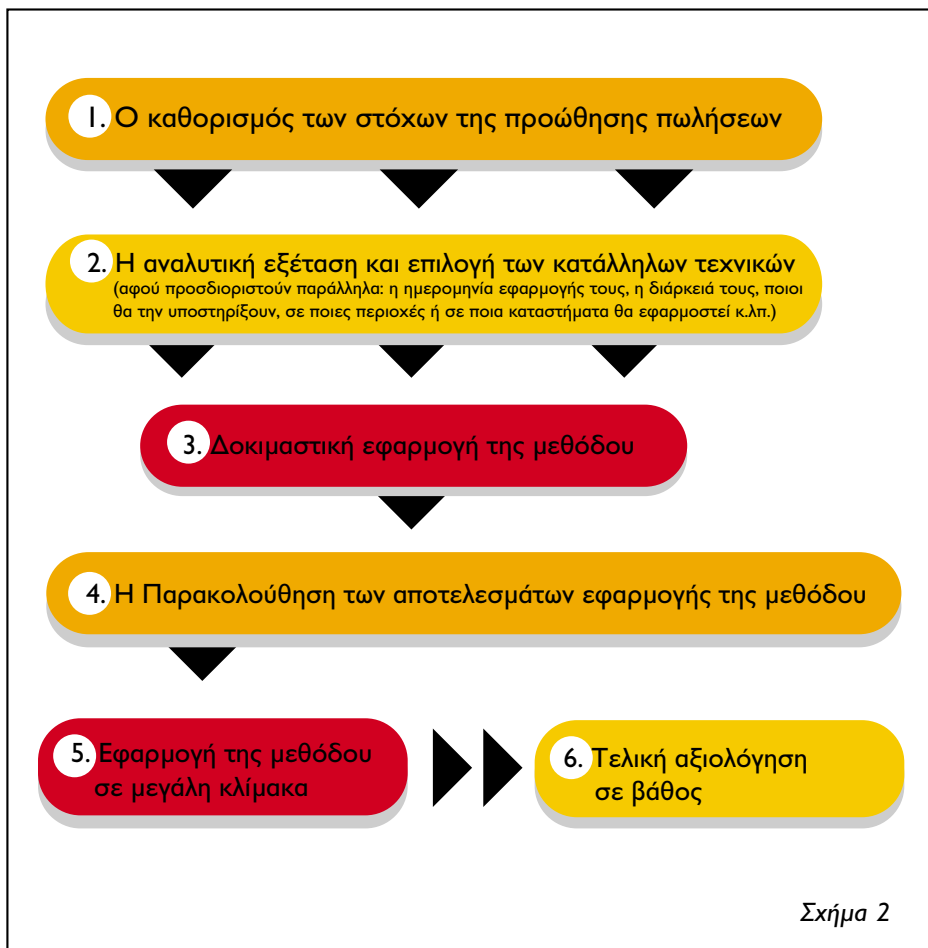 1. Ο καθορισμός των στόχων της προώθησης πωλήσεων
2. Η αναλυτική εξέταση και επιλογή των κατάλληλων τεχνικών
(αφού προσδιοριστούν παράλληλα: η ημερομηνία εφαρμογής τους, η διάρκειά τους, ποιοι
θα την υποστηρίξουν, σε ποιες περιοχές ή σε ποια καταστήματα θα εφαρμοστεί κ.λπ.)
3. Δοκιμαστική εφαρμογή της μεθόδου
4. Η Παρακολούθηση των αποτελεσμάτων εφαρμογής της μεθόδου
5. Εφαρμογή της μεθόδου
σε μεγάλη κλίμακα
6. Τελική αξιολόγηση
σε βάθος
Σχήμα 2